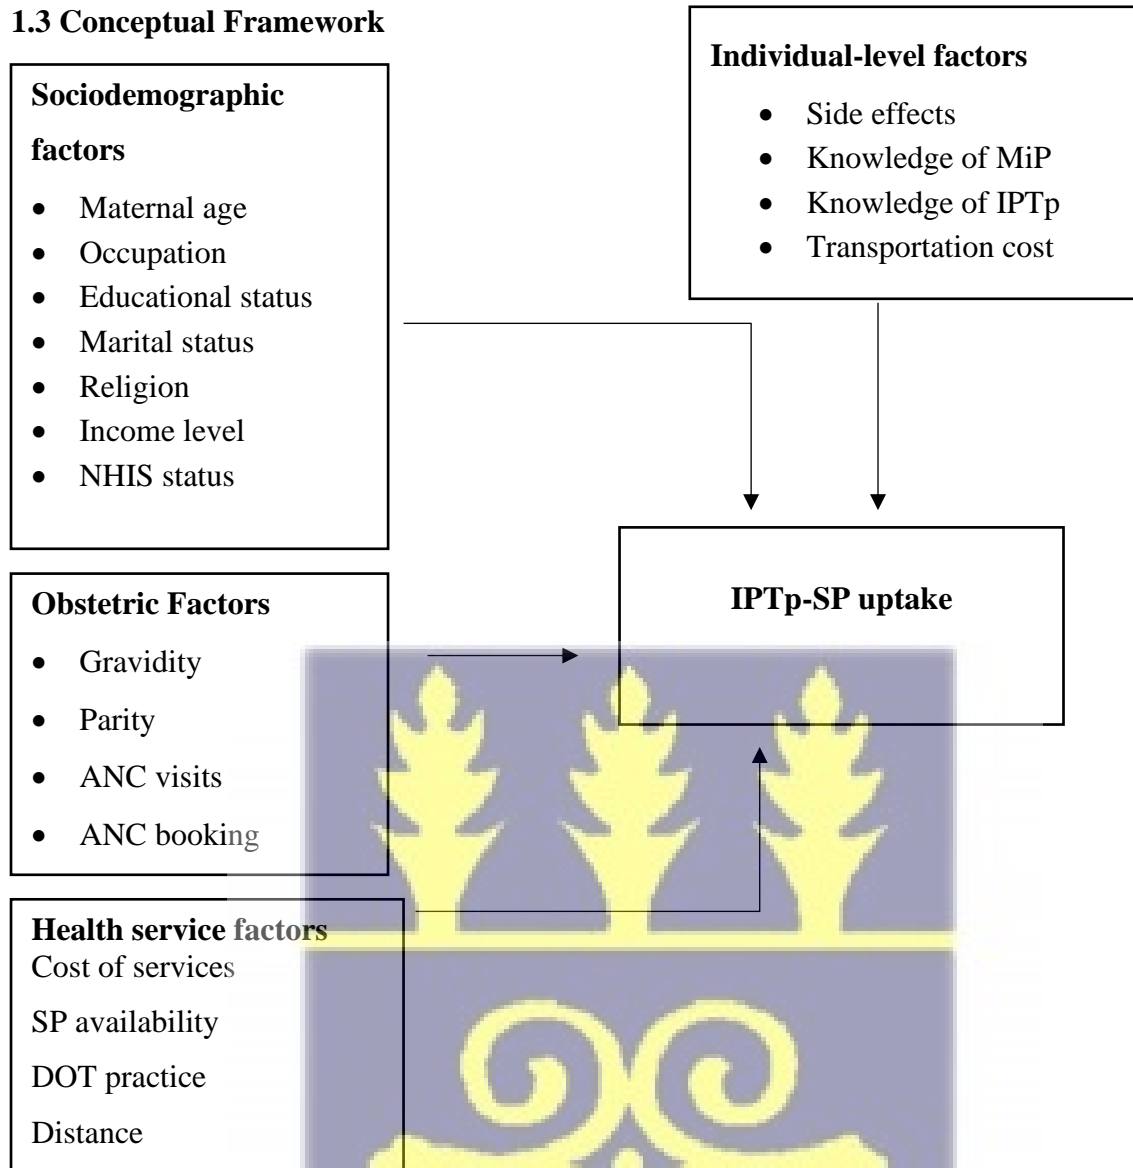 1.3 Conceptual Framework
Sociodemographic
factors
• Maternal age
• Occupation
• Educational status
• Marital status
• Religion
• Income level
• NHIS status
Individual-level factors
• Side effects
• Knowledge of MiP
• Knowledge of IPTp
• Transportation cost
IPTp-SP uptake
Obstetric Factors
• Gravidity
• Parity
• ANC visits
• ANC booking
Health service factors
Cost of services
SP availability
DOT practice
Distance